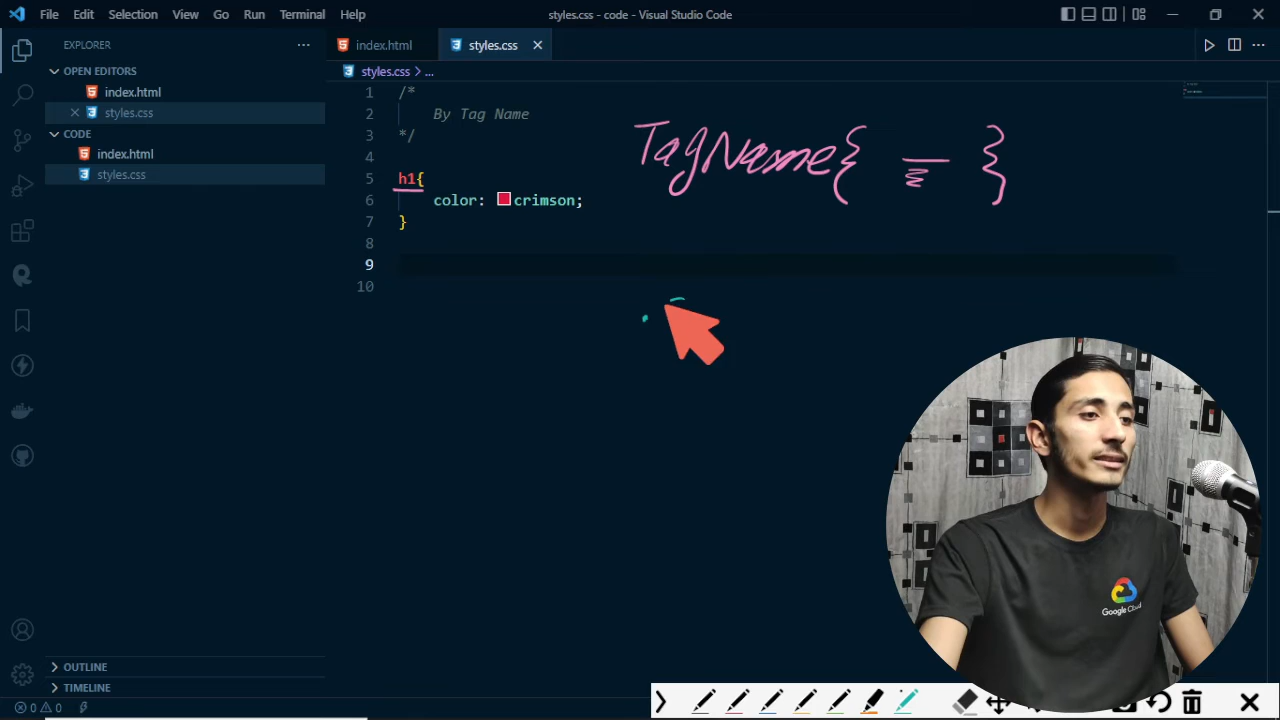 File Edit Selection View Go Run Terminal Help
styles.css - code - Visual Studio Code
EXPLORER
index.html
styles.css
OPEN EDITORS
index.html
styles.css
CODE
index.html
styles.css
styles.css > ...
1 /*
2 By Tag Name
3 */
4
5 h1{
6 color: crimson;
7 }
8
9
10
TagName{ }
Google Cloud
OUTLINE
TIMELINE
0 0